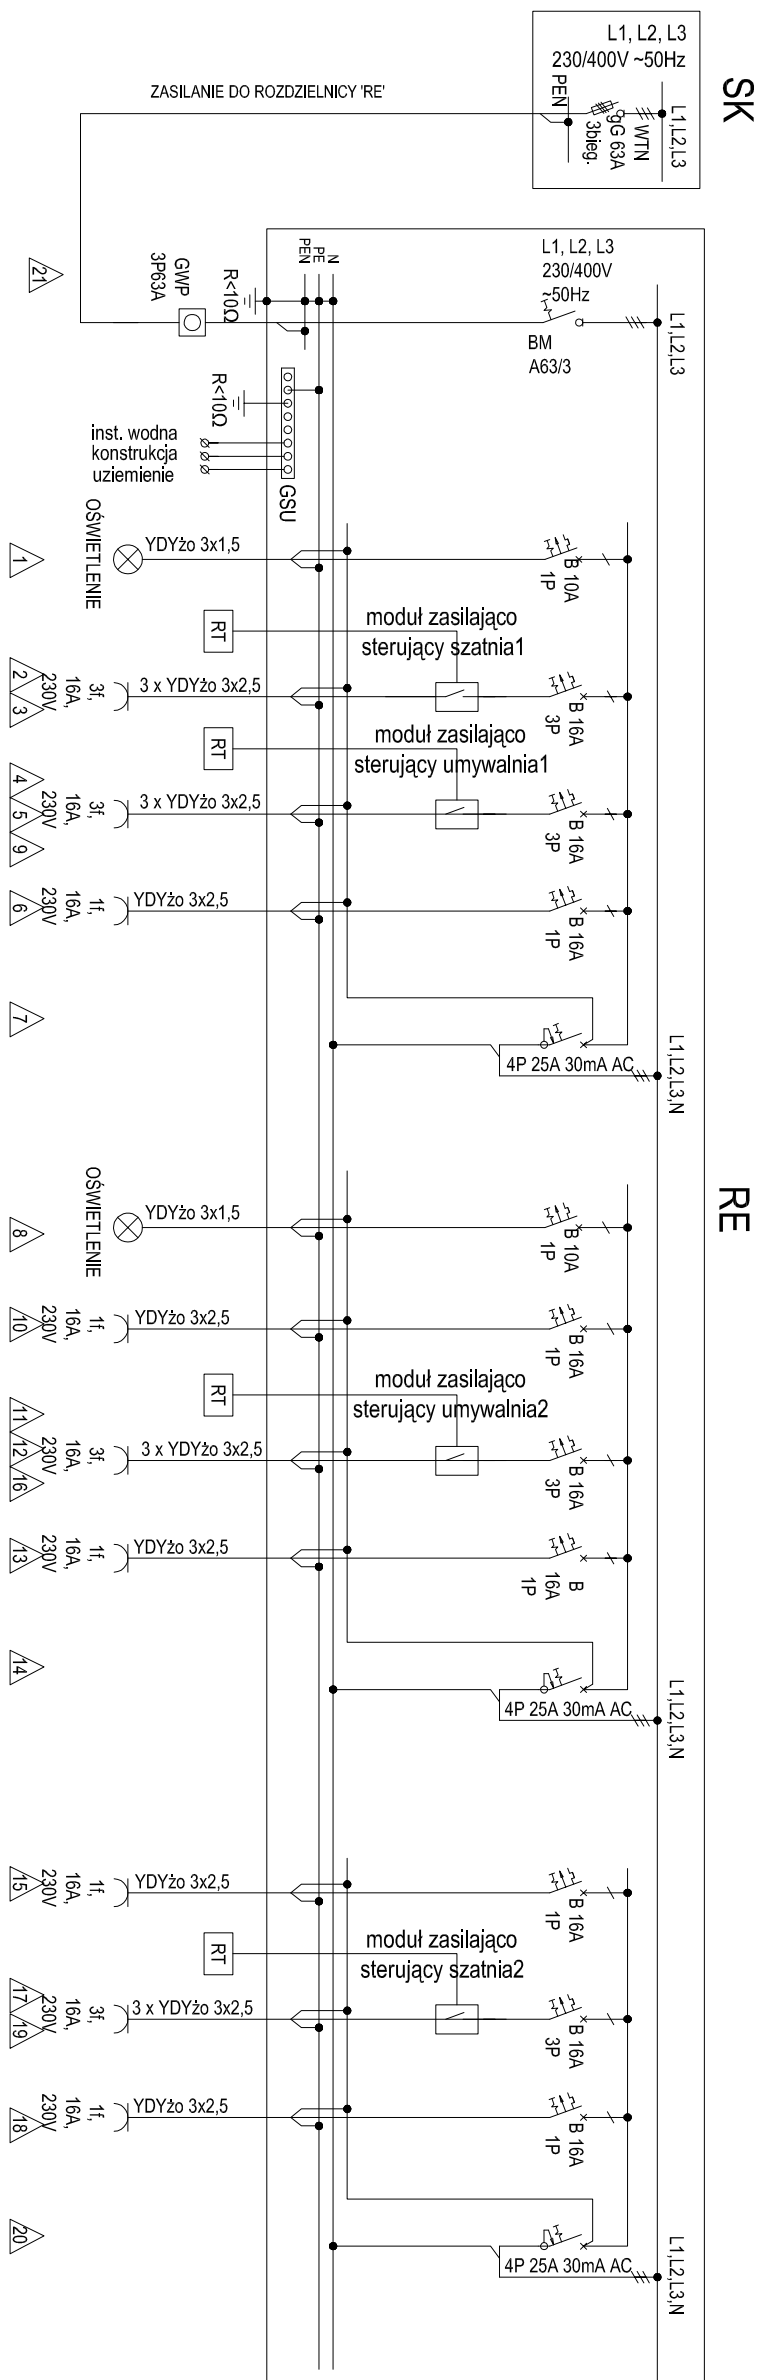 SK
L1, L2, L3
230/400V ~50Hz
L1,L2,L3
WTN
gG 63A
3bieg.
PEN
ZASILANIE DO ROZDZIELNICY 'RE'
RE
L1, L2, L3
230/400V
~50Hz
L1,L2,L3
BM
A63/3
N
PE
PEN
R<10Ω
GWP
3P63A
21
GSU
R<10Ω
inst. wodna
konstrukcja
uziemienie
B 10A
1P
YDYżo 3x1,5
OŚWIETLENIE
1
moduł zasilająco
sterujący szatnia1
RT
B 16A
3P
3 x YDYżo 3x2,5
3f,
16A,
230V
2
3
moduł zasilająco
sterujący umywalnia1
RT
B 16A
3P
3 x YDYżo 3x2,5
3f,
16A,
230V
4
5
9
B 16A
1P
YDYżo 3x2,5
1f,
16A,
230V
6
L1,L2,L3,N
4P 25A 30mA AC
7
B 10A
1P
YDYżo 3x1,5
OŚWIETLENIE
8
B 16A
1P
YDYżo 3x2,5
1f,
16A,
230V
10
moduł zasilająco
sterujący umywalnia2
RT
B 16A
3P
3 x YDYżo 3x2,5
3f,
16A,
230V
11
12
16
B
16A
1P
YDYżo 3x2,5
1f,
16A,
230V
13
L1,L2,L3,N
4P 25A 30mA AC
14
B 16A
1P
YDYżo 3x2,5
1f,
16A,
230V
15
moduł zasilająco
sterujący szatnia2
RT
B 16A
3P
3 x YDYżo 3x2,5
3f,
16A,
230V
17
19
B 16A
1P
YDYżo 3x2,5
1f,
16A,
230V
18
L1,L2,L3,N
4P 25A 30mA AC
20